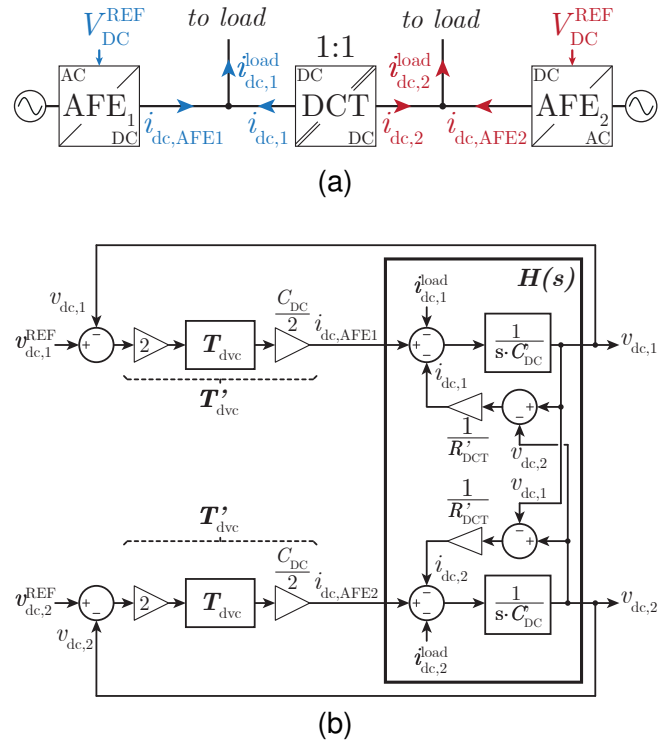 to load to load
V_DC^REF V_DC^REF
1:1
i_dc,1^load i_dc,2^load
AC DC DC
AFE_1 DCT AFE_2
DC DC AC
i_dc,AFE1 i_dc,1 i_dc,2 i_dc,AFE2
(a)
H(s)
v_dc,1 i_dc,1^load
C_DC/2
v_dc,1^REF + − 2 T_dvc i_dc,AFE1 + − − 1/(s·C'_DC) v_dc,1
T'_dvc i_dc,1
− + v_dc,2
1/R'_DCT
v_dc,1
1/R'_DCT
T'_dvc − +
C_DC/2 i_dc,2
v_dc,2^REF + − 2 T_dvc i_dc,AFE2 + − − 1/(s·C'_DC) v_dc,2
v_dc,2
i_dc,2^load
(b)